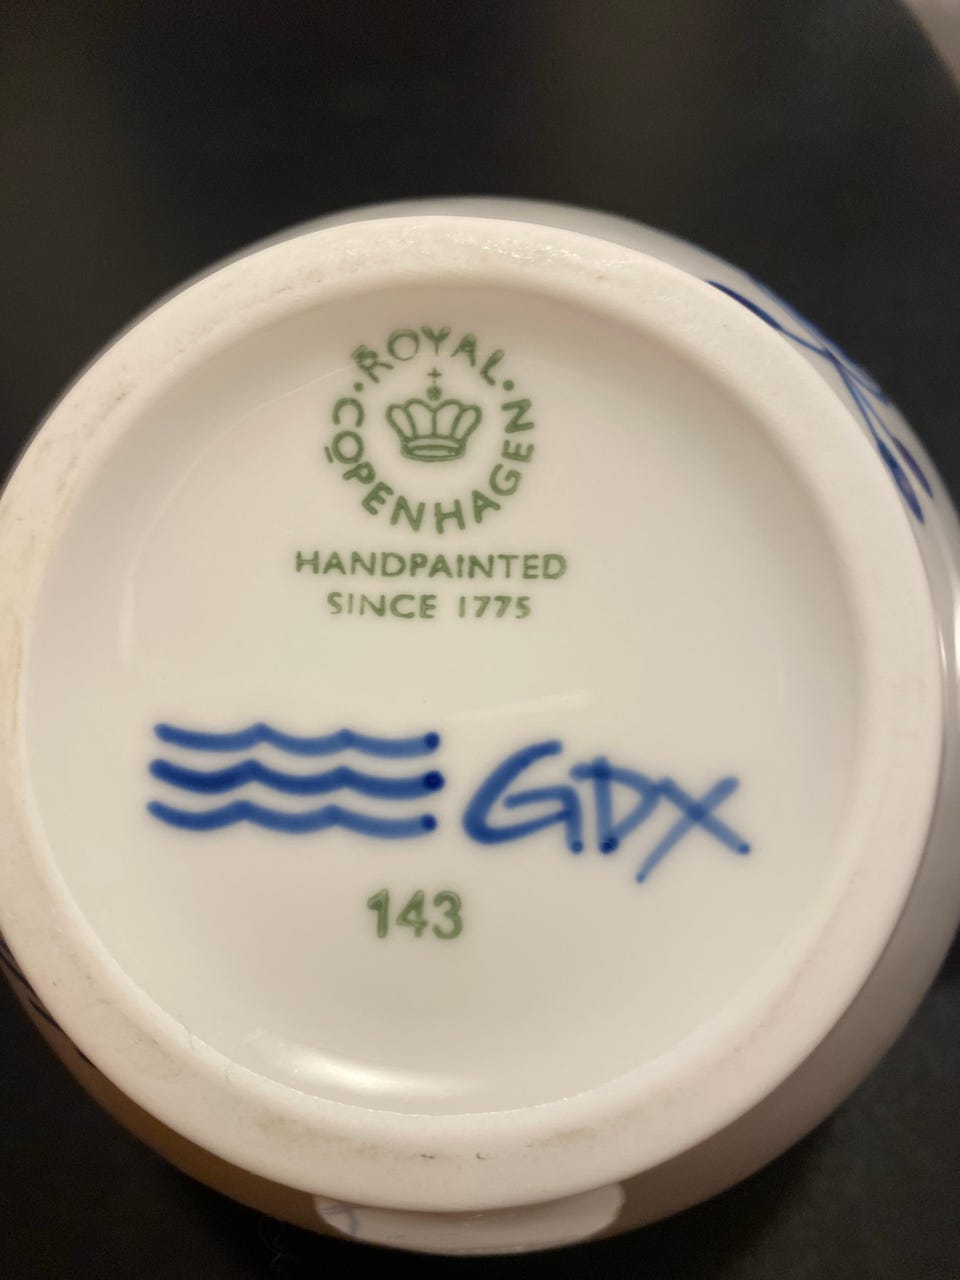 ROYAL
COPENHAGEN
HANDPAINTED
SINCE 1775
GDX
143